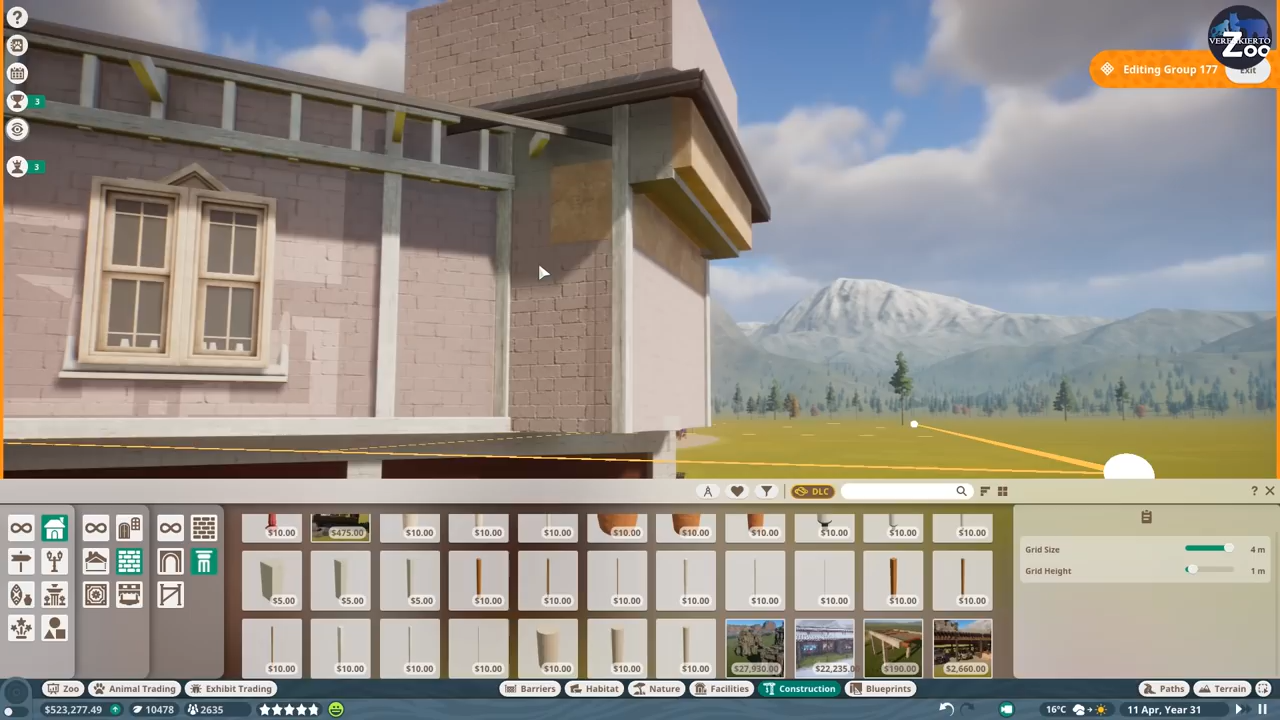 VEREKKIERTO
Zoo
Editing Group 177
Exit
3
3
DLC
$10.00 $475.00 $10.00 $10.00 $10.00 $10.00 $10.00 $10.00 $10.00 $10.00 $10.00
$5.00 $5.00 $5.00 $10.00 $10.00 $10.00 $10.00 $10.00 $10.00 $10.00 $10.00
$10.00 $10.00 $10.00 $10.00 $10.00 $10.00 $10.00 $27,930.00 $22,235.00 $190.00 $2,660.00
? X
Grid Size 4 m
Grid Height 1 m
Zoo Animal Trading Exhibit Trading Barriers Habitat Nature Facilities Construction Blueprints Paths Terrain
$523,277.49 10478 2635 16°C 11 Apr, Year 31